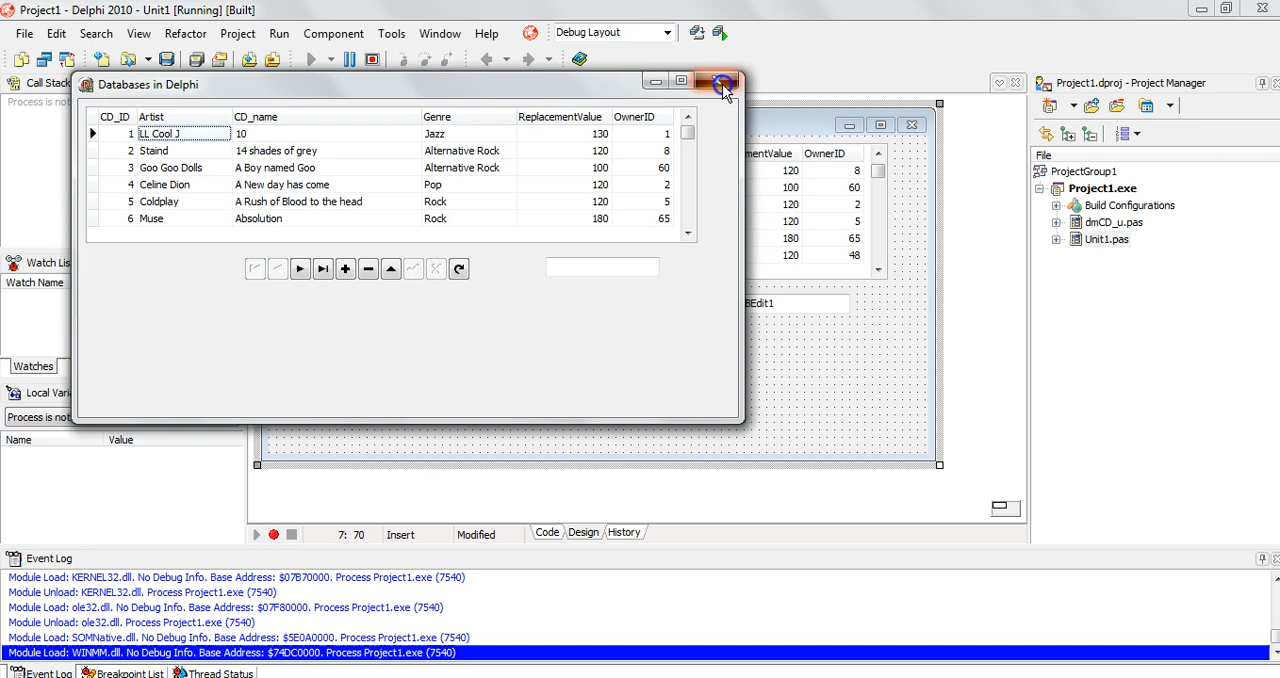 Project1 - Delphi 2010 - Unit1 [Running] [Built]
File Edit Search View Refactor Project Run Component Tools Window Help Debug Layout
Call Stack
Databases in Delphi
Project1.dproj - Project Manager
Process is not
CD_ID Artist CD_name Genre ReplacementValue OwnerID
1 LL Cool J 10 Jazz 130 1
2 Staind 14 shades of grey Alternative Rock 120 8
3 Goo Goo Dolls A Boy named Goo Alternative Rock 100 60
4 Celine Dion A New day has come Pop 120 2
5 Coldplay A Rush of Blood to the head Rock 120 5
6 Muse Absolution Rock 180 65
mentValue OwnerID
120 8
100 60
120 2
120 5
180 65
120 48
BEdit1
File
ProjectGroup1
Project1.exe
Build Configurations
dmCD_u.pas
Unit1.pas
Watch List
Watch Name
Watches
Local Varia
Process is not
Name Value
7: 70 Insert Modified Code Design History
Event Log
Module Load: KERNEL32.dll. No Debug Info. Base Address: $07B70000. Process Project1.exe (7540)
Module Unload: KERNEL32.dll. Process Project1.exe (7540)
Module Load: ole32.dll. No Debug Info. Base Address: $07F80000. Process Project1.exe (7540)
Module Unload: ole32.dll. Process Project1.exe (7540)
Module Load: SOMNative.dll. No Debug Info. Base Address: $5E0A0000. Process Project1.exe (7540)
Module Load: WINMM.dll. No Debug Info. Base Address: $74DC0000. Process Project1.exe (7540)
Event Log Breakpoint List Thread Status